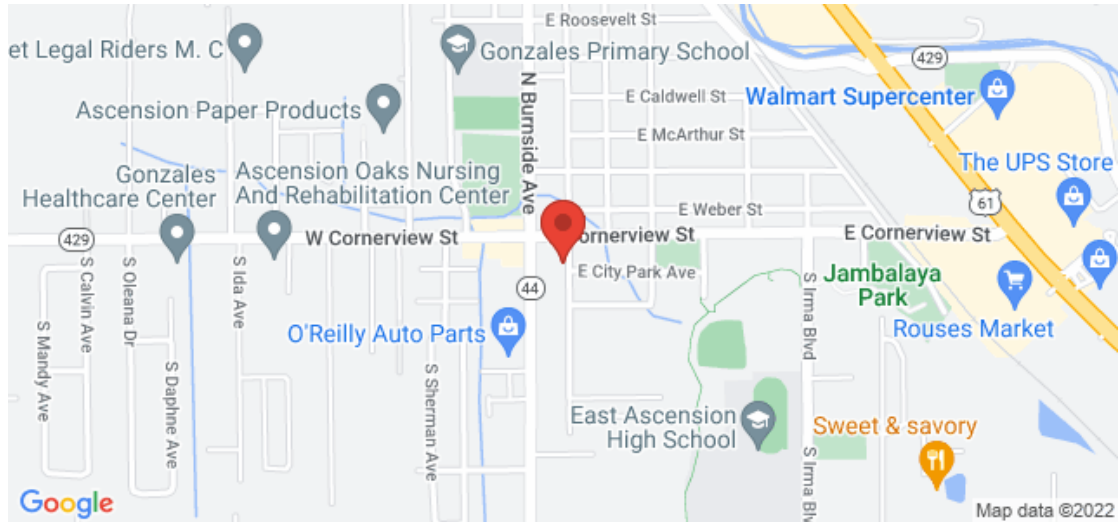 E Roosevelt St
et Legal Riders M. C
Gonzales Primary School
429
N Burnside Ave
E Caldwell St
Walmart Supercenter
Ascension Paper Products
E McArthur St
The UPS Store
Gonzales
Healthcare Center
Ascension Oaks Nursing
And Rehabilitation Center
61
E Weber St
429
W Cornerview St
ornerview St
E Cornerview St
S Calvin Ave
S Oleana Dr
S Ida Ave
E City Park Ave
44
Jambalaya
Park
S Irma Blvd
S Mandy Ave
O'Reilly Auto Parts
Rouses Market
S Daphne Ave
S Sherman Ave
East Ascension
High School
Sweet & savory
S Irma Blvd
Google
Map data ©2022